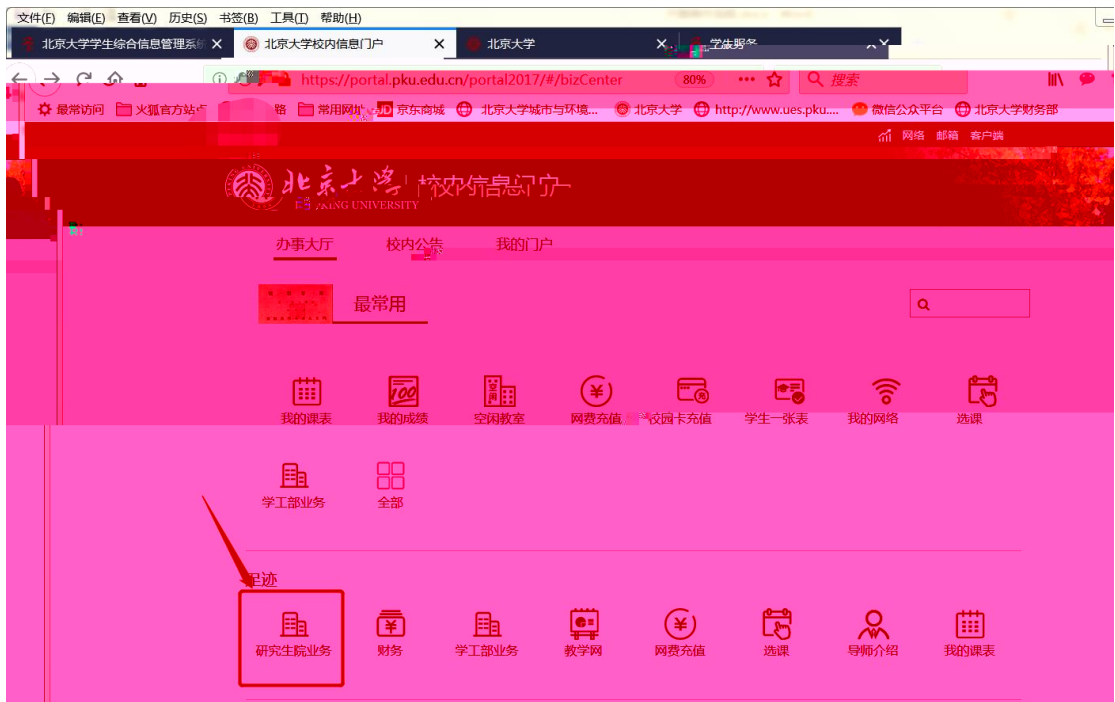 文件(F) 编辑(E) 查看(V) 历史(S) 书签(B) 工具(T) 帮助(H)
北京大学学生综合信息管理系统 北京大学校内信息门户 北京大学
https://portal.pku.edu.cn/portal2017/#/bizCenter 80% 搜索
最常访问 火狐官方站点 路 常用网址 JD 京东商城 北京大学城市与环境... 北京大学 http://www.ues.pku.... 微信公众平台 北京大学财务部
网络 邮箱 客户端
北京大学 校内信息门户
PEKING UNIVERSITY
办事大厅 校内公告 我的门户
最常用
我的课表 我的成绩 空闲教室 网费充值 校园卡充值 学生一张表 我的网络 选课
学工部业务 全部
足迹
研究生院业务 财务 学工部业务 教学网 网费充值 选课 导师介绍 我的课表